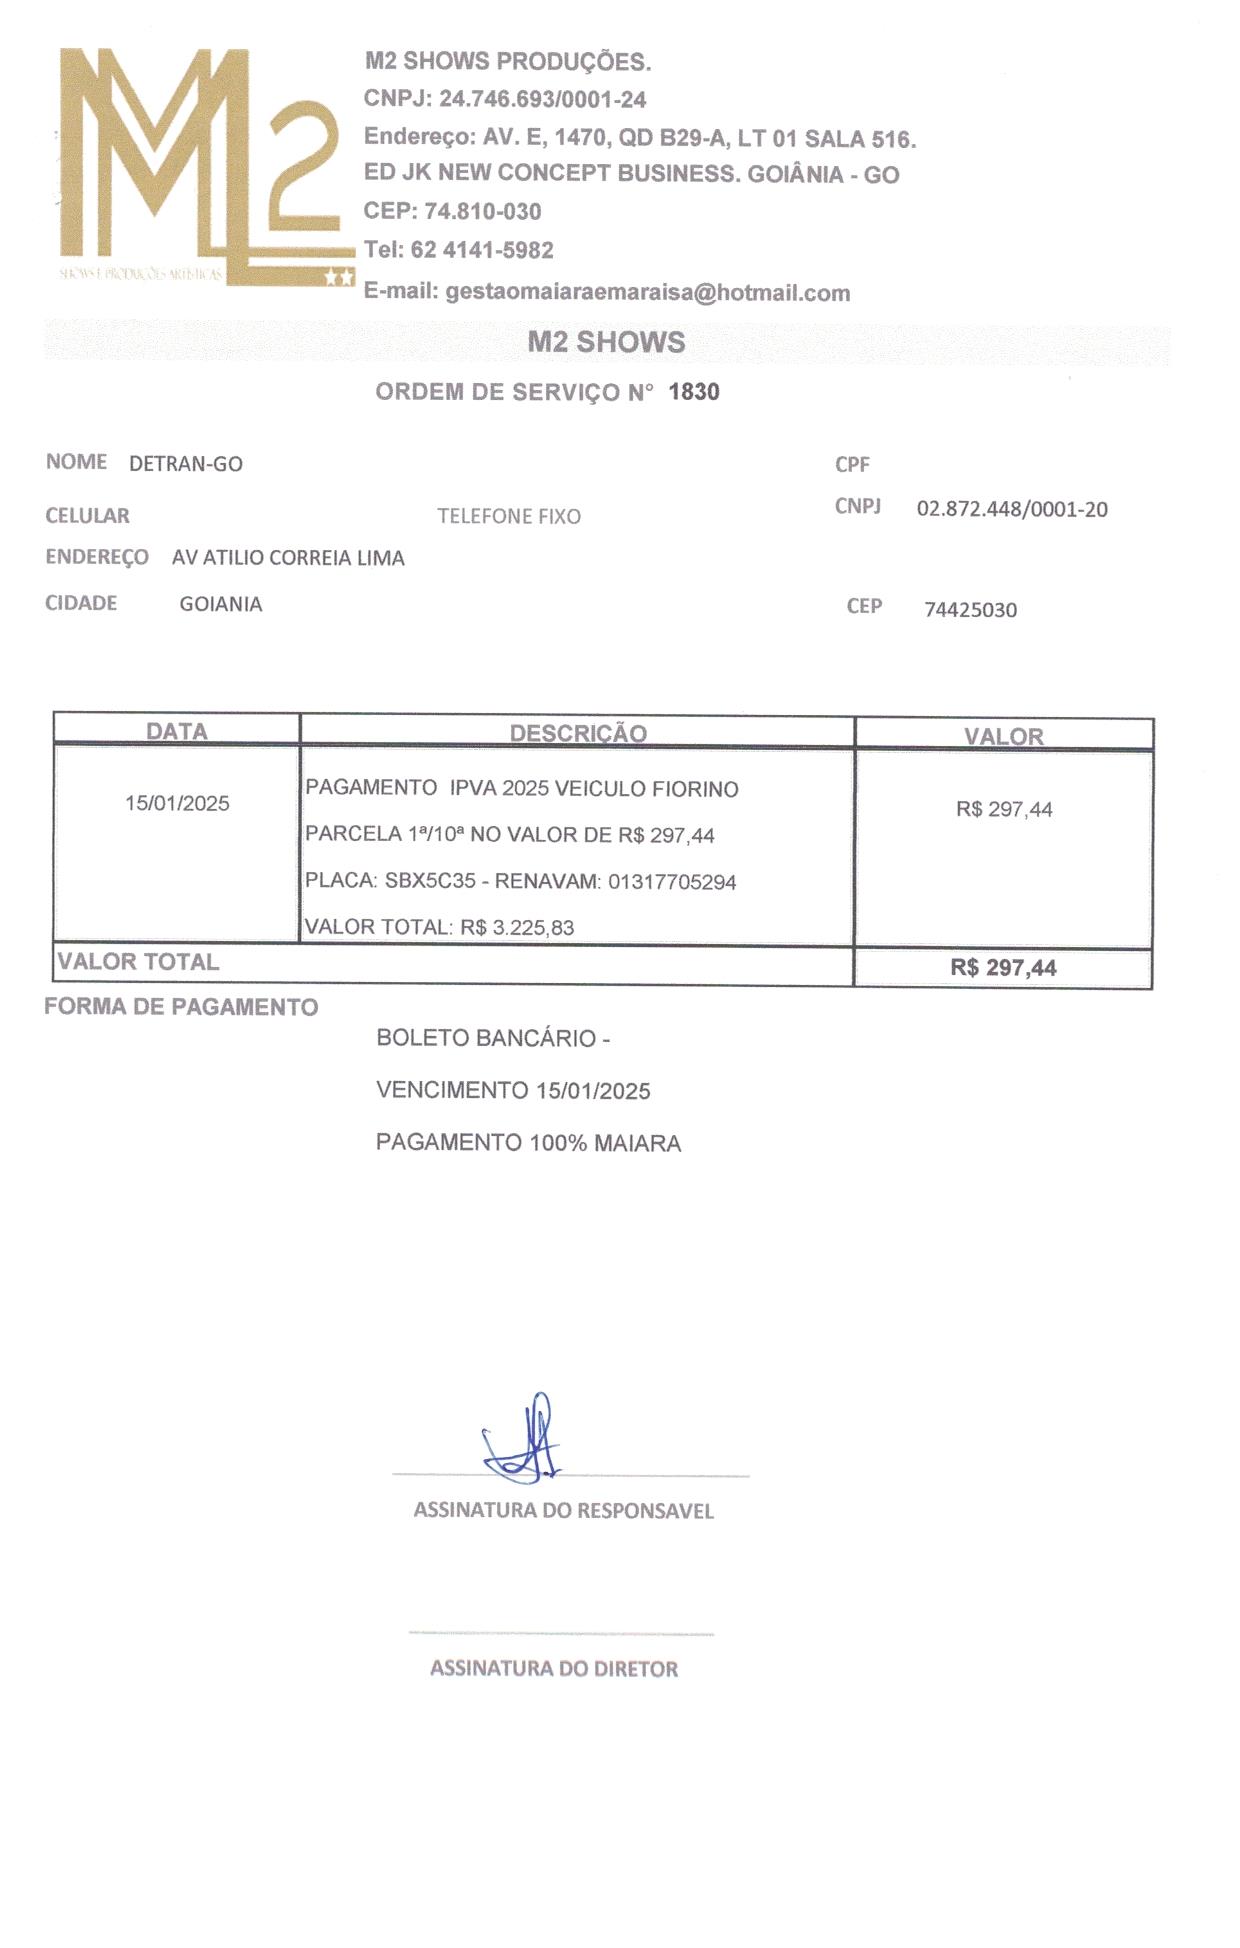 M2 SHOWS PRODUÇÕES.
CNPJ: 24.746.693/0001-24
Endereço: AV. E, 1470, QD B29-A, LT 01 SALA 516.
ED JK NEW CONCEPT BUSINESS. GOIÂNIA - GO
CEP: 74.810-030
Tel: 62 4141-5982
E-mail: gestaomaiaraemaraisa@hotmail.com
M2
SHOWS E PRODUÇÕES ARTÍSTICAS
M2 SHOWS
ORDEM DE SERVIÇO N° 1830
NOME DETRAN-GO
CPF
CELULAR TELEFONE FIXO
CNPJ 02.872.448/0001-20
ENDEREÇO AV ATILIO CORREIA LIMA
CIDADE GOIANIA
CEP 74425030
DATA DESCRIÇÃO VALOR
15/01/2025
PAGAMENTO IPVA 2025 VEICULO FIORINO
PARCELA 1ª/10ª NO VALOR DE R$ 297,44
PLACA: SBX5C35 - RENAVAM: 01317705294
VALOR TOTAL: R$ 3.225,83
R$ 297,44
VALOR TOTAL R$ 297,44
FORMA DE PAGAMENTO
BOLETO BANCÁRIO -
VENCIMENTO 15/01/2025
PAGAMENTO 100% MAIARA
ASSINATURA DO RESPONSAVEL
ASSINATURA DO DIRETOR